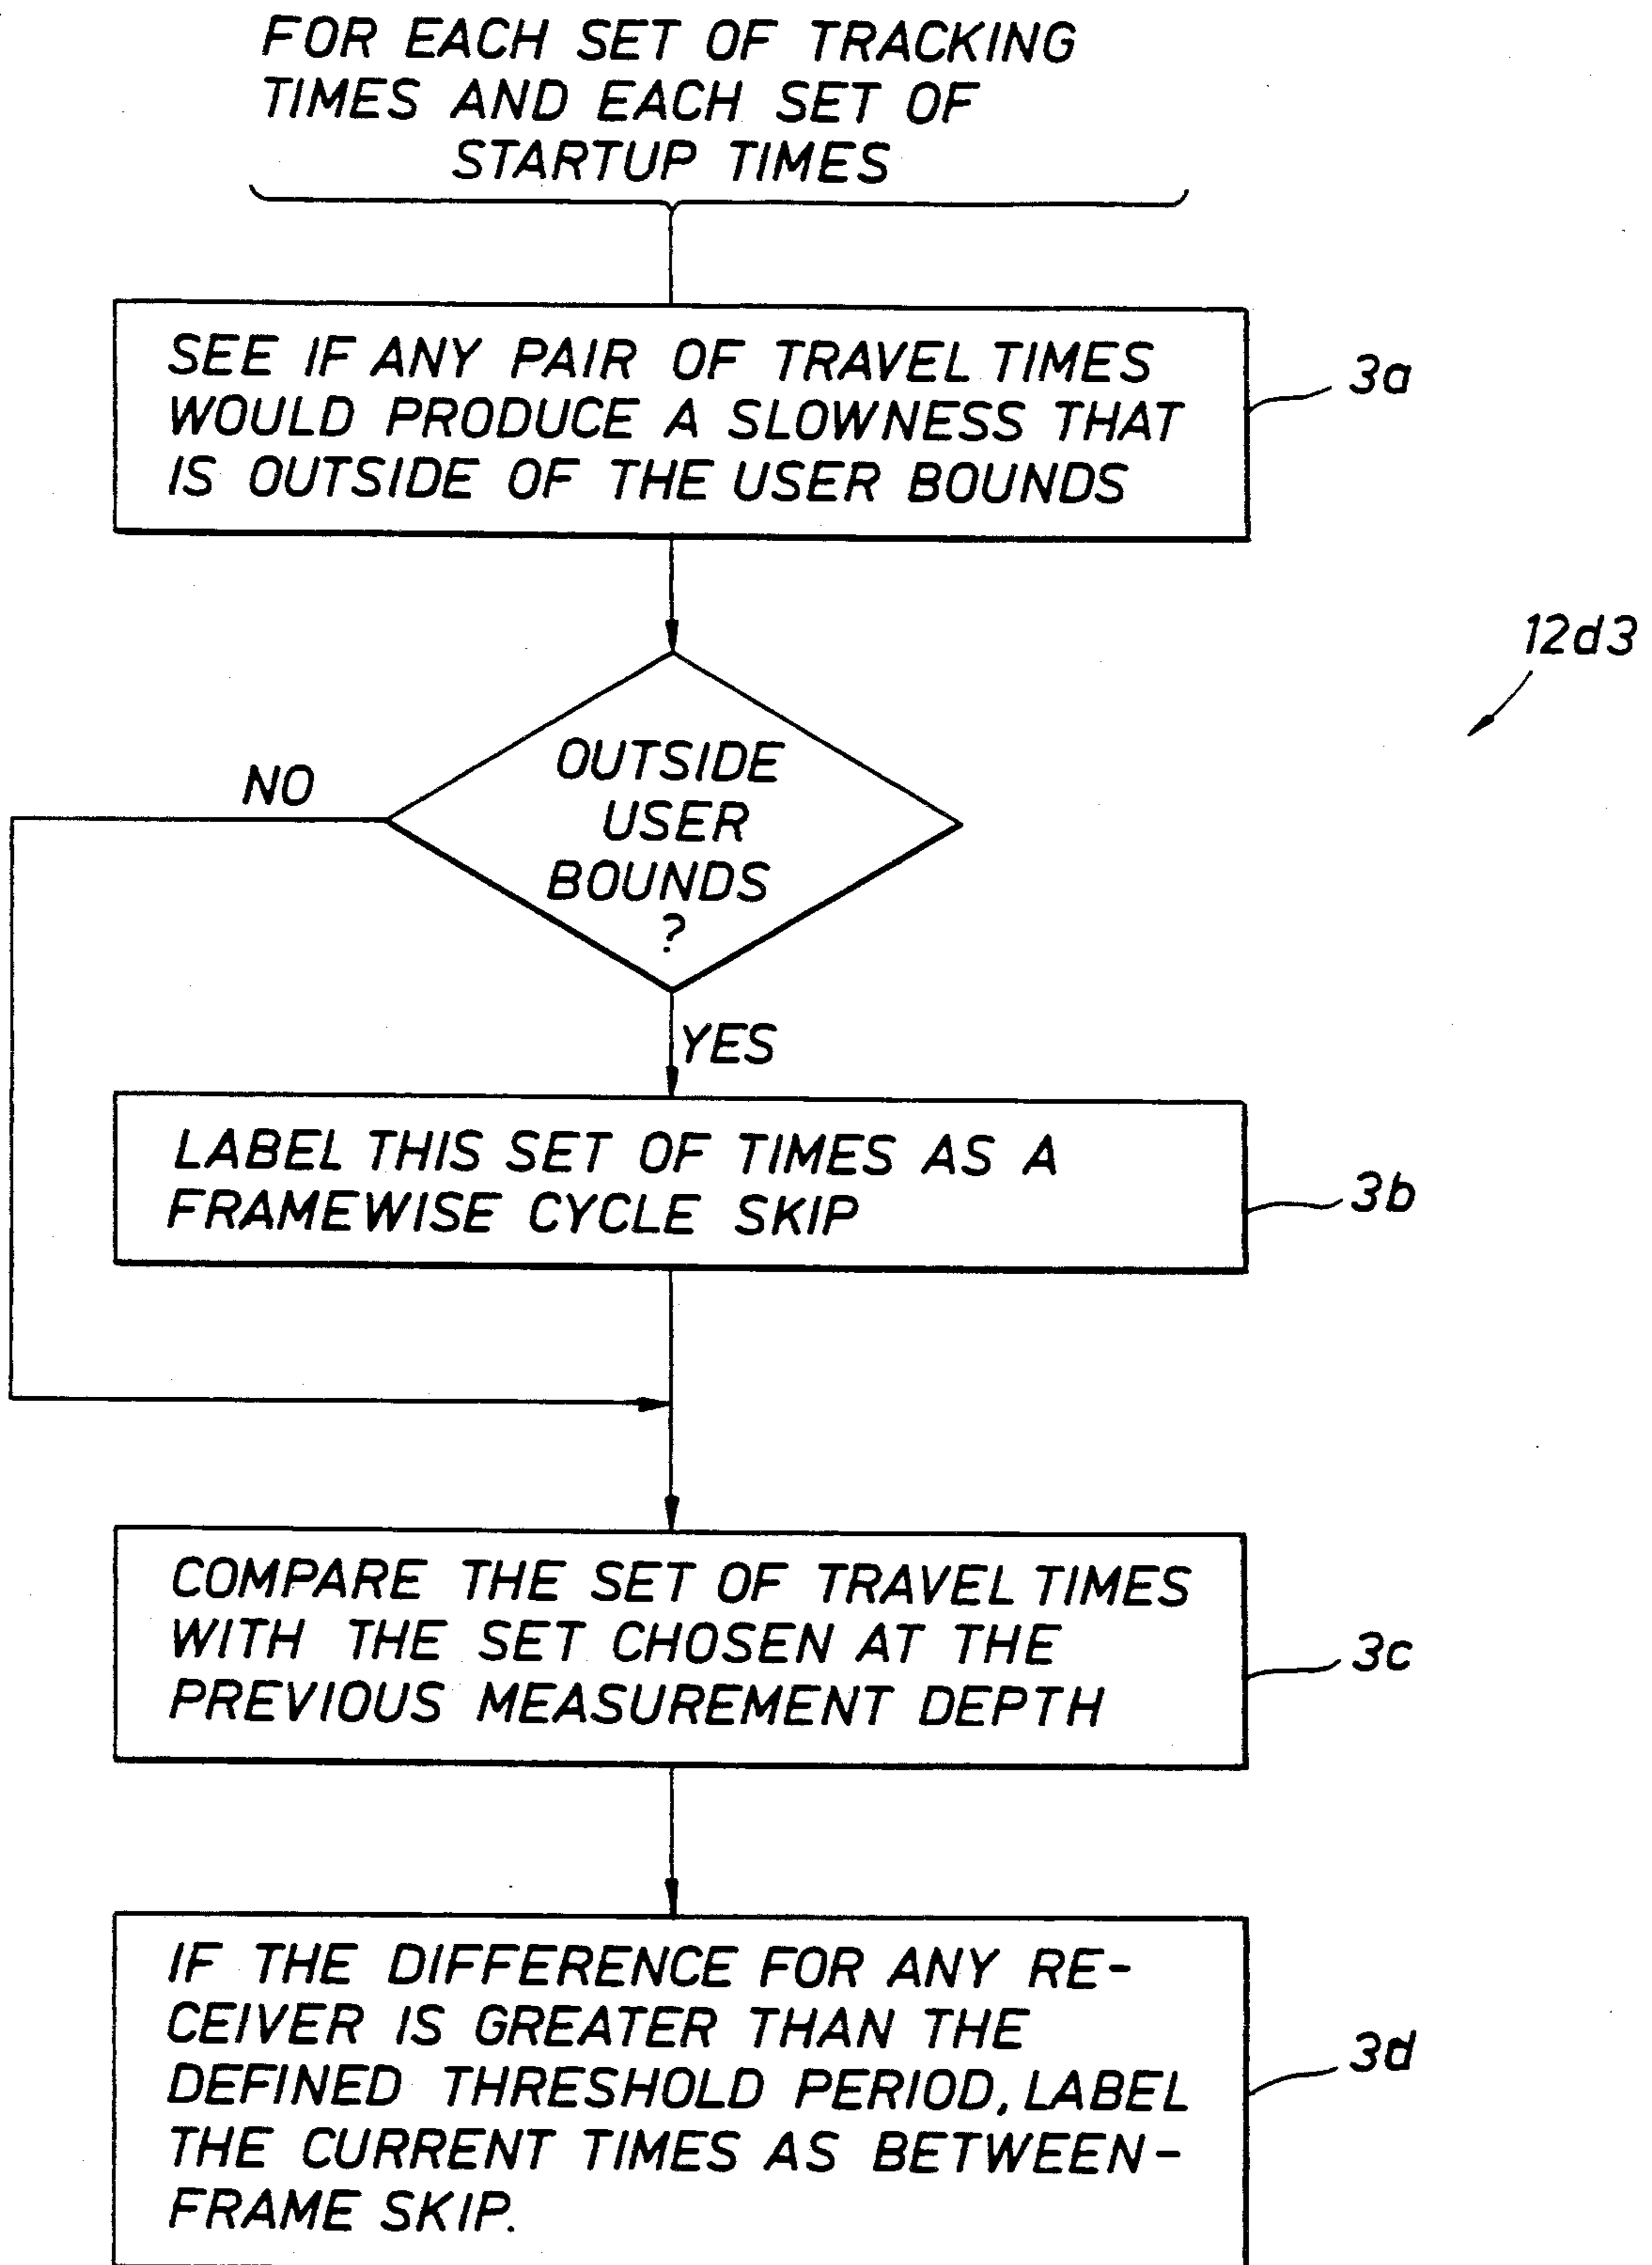 FOR EACH SET OF TRACKING
TIMES AND EACH SET OF
STARTUP TIMES
SEE IF ANY PAIR OF TRAVEL TIMES
WOULD PRODUCE A SLOWNESS THAT
IS OUTSIDE OF THE USER BOUNDS
3a
12d3
OUTSIDE
USER
BOUNDS
?
NO
YES
LABEL THIS SET OF TIMES AS A
FRAMEWISE CYCLE SKIP
3b
COMPARE THE SET OF TRAVEL TIMES
WITH THE SET CHOSEN AT THE
PREVIOUS MEASUREMENT DEPTH
3c
IF THE DIFFERENCE FOR ANY RE-
CEIVER IS GREATER THAN THE
DEFINED THRESHOLD PERIOD, LABEL
THE CURRENT TIMES AS BETWEEN-
FRAME SKIP.
3d